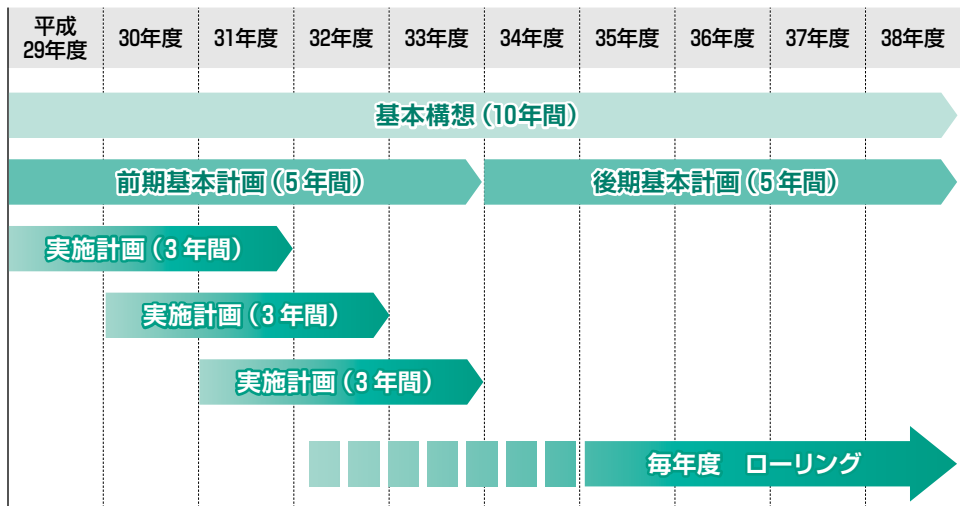 平成
29年度
30年度
31年度
32年度
33年度
34年度
35年度
36年度
37年度
38年度
基本構想(10年間)
前期基本計画(5年間)
後期基本計画(5年間)
実施計画(3年間)
実施計画(3年間)
実施計画(3年間)
毎年度 ローリング